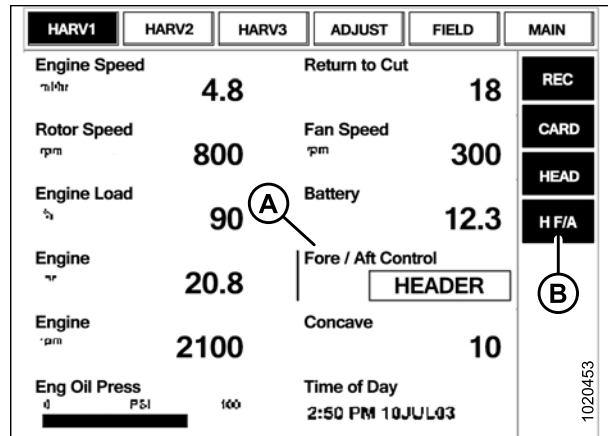 HARV1 HARV2 HARV3 ADJUST FIELD MAIN
Engine Speed Return to Cut REC
4.8 18
Rotor Speed Fan Speed CARD
rpm rpm
800 300
HEAD
Engine Load Battery
A
90 12.3 H F/A
Engine Fore / Aft Control
20.8 HEADER B
Engine Concave
rpm
2100 10
Eng Oil Press Time of Day
0 PSI 100
2:50 PM 10JUL03
1020453